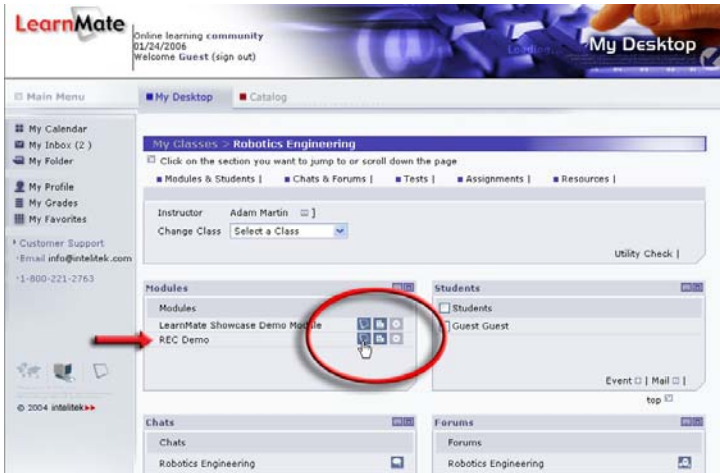 LearnMate
Online learning community
01/24/2006
Welcome Guest (sign out)
Loading...
My Desktop
Main Menu
My Desktop
Catalog
My Calendar
My Inbox (2 )
My Folder
My Profile
My Grades
My Favorites
Customer Support
Email info@intelitek.com
1-800-221-2763
© 2004 intelitek
My Classes > Robotics Engineering
Click on the section you want to jump to or scroll down the page
Modules & Students | Chats & Forums | Tests | Assignments | Resources |
Instructor Adam Martin ]
Change Class Select a Class
Utility Check |
Modules
Modules
LearnMate Showcase Demo Module
REC Demo
Students
Students
Guest Guest
Event | Mail |
top
Chats
Chats
Robotics Engineering
Forums
Forums
Robotics Engineering